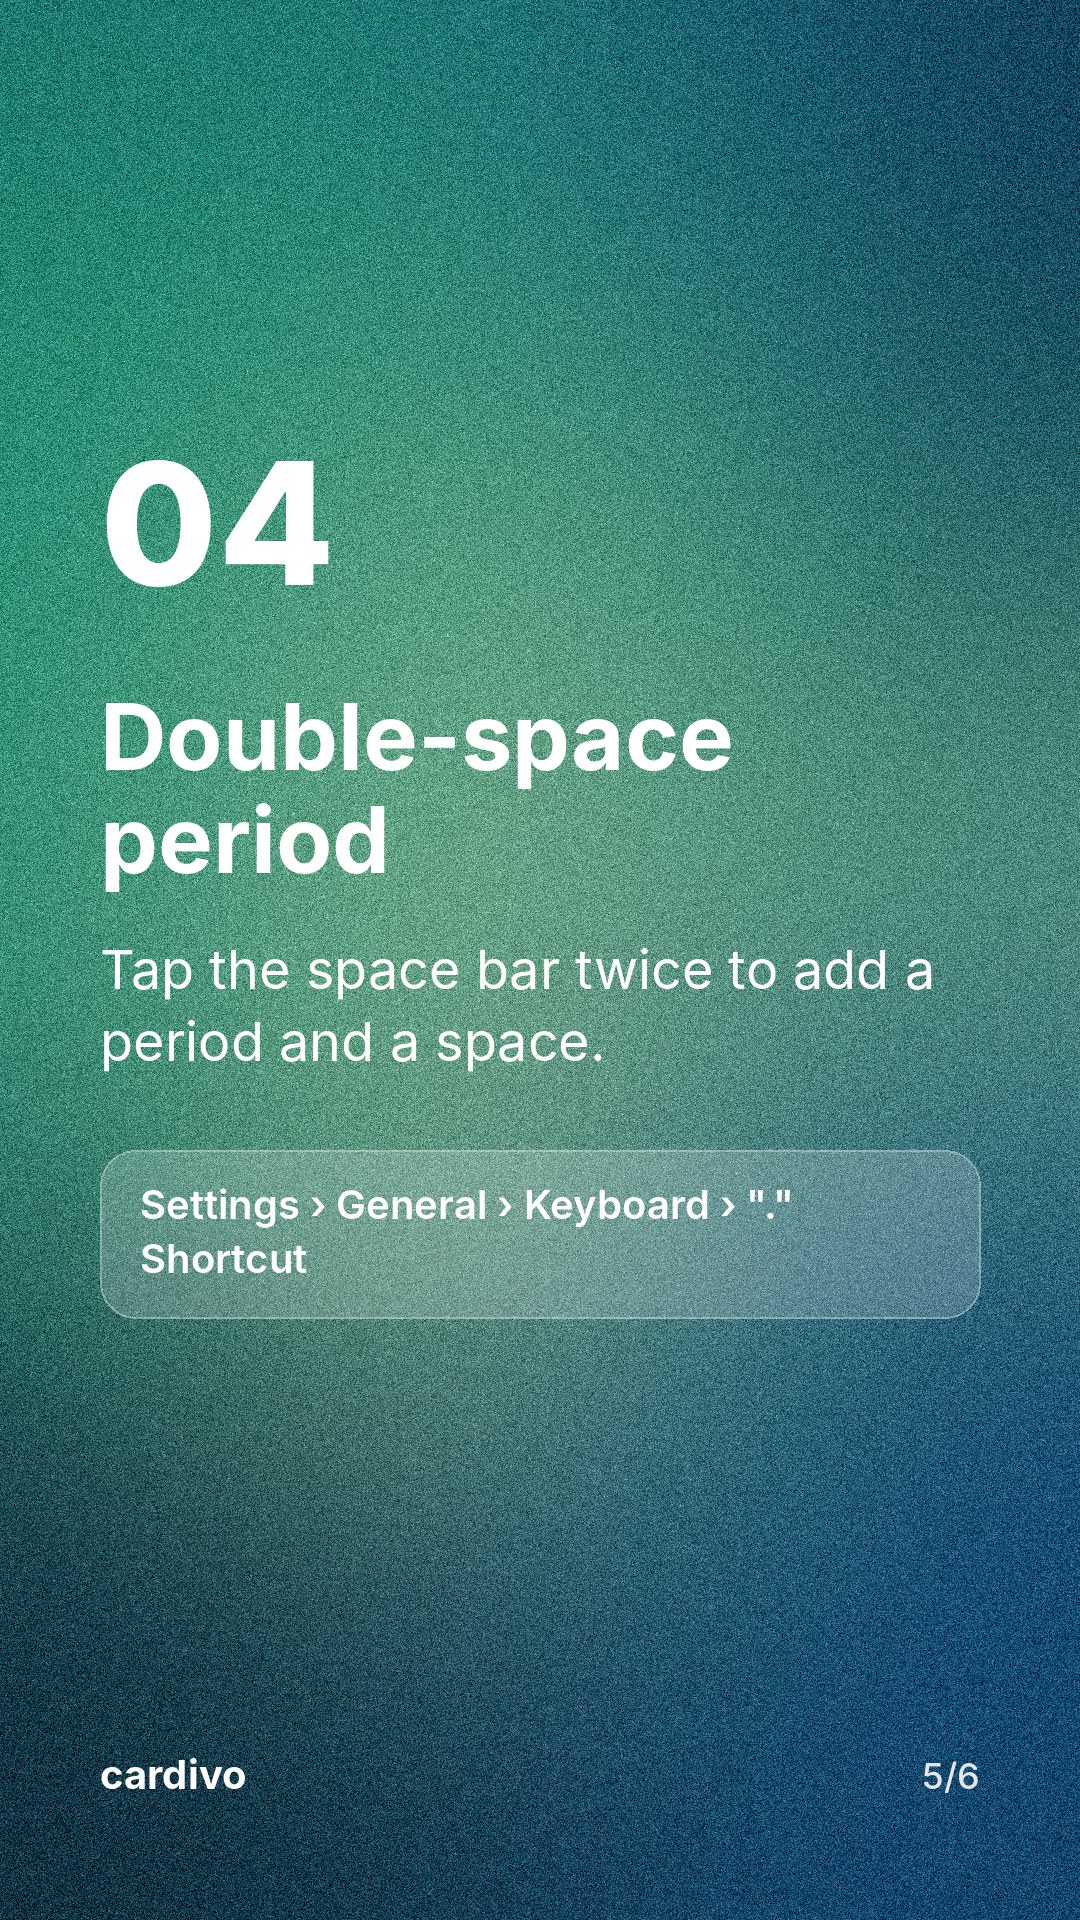 04
Double-space
period
Tap the space bar twice to add a
period and a space.
Settings › General › Keyboard › "."
Shortcut
cardivo
5/6